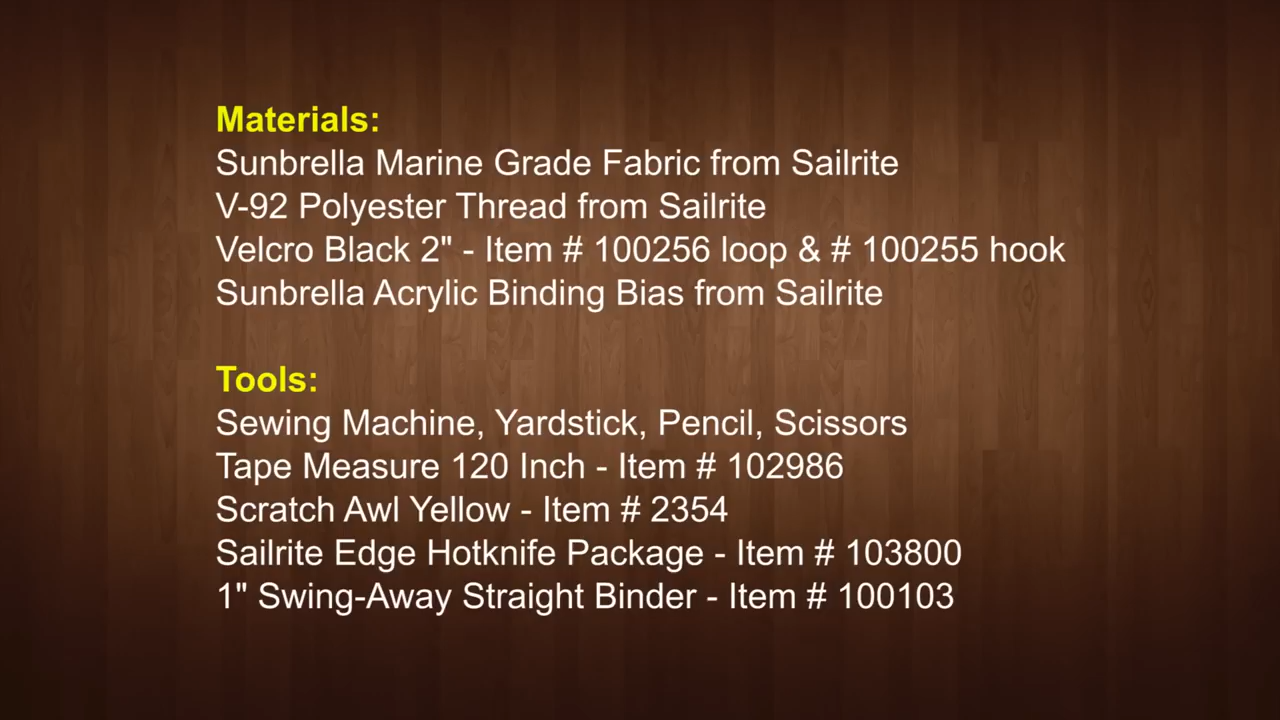 Materials:
Sunbrella Marine Grade Fabric from Sailrite
V-92 Polyester Thread from Sailrite
Velcro Black 2" - Item # 100256 loop & # 100255 hook
Sunbrella Acrylic Binding Bias from Sailrite
Tools:
Sewing Machine, Yardstick, Pencil, Scissors
Tape Measure 120 Inch - Item # 102986
Scratch Awl Yellow - Item # 2354
Sailrite Edge Hotknife Package - Item # 103800
1" Swing-Away Straight Binder - Item # 100103